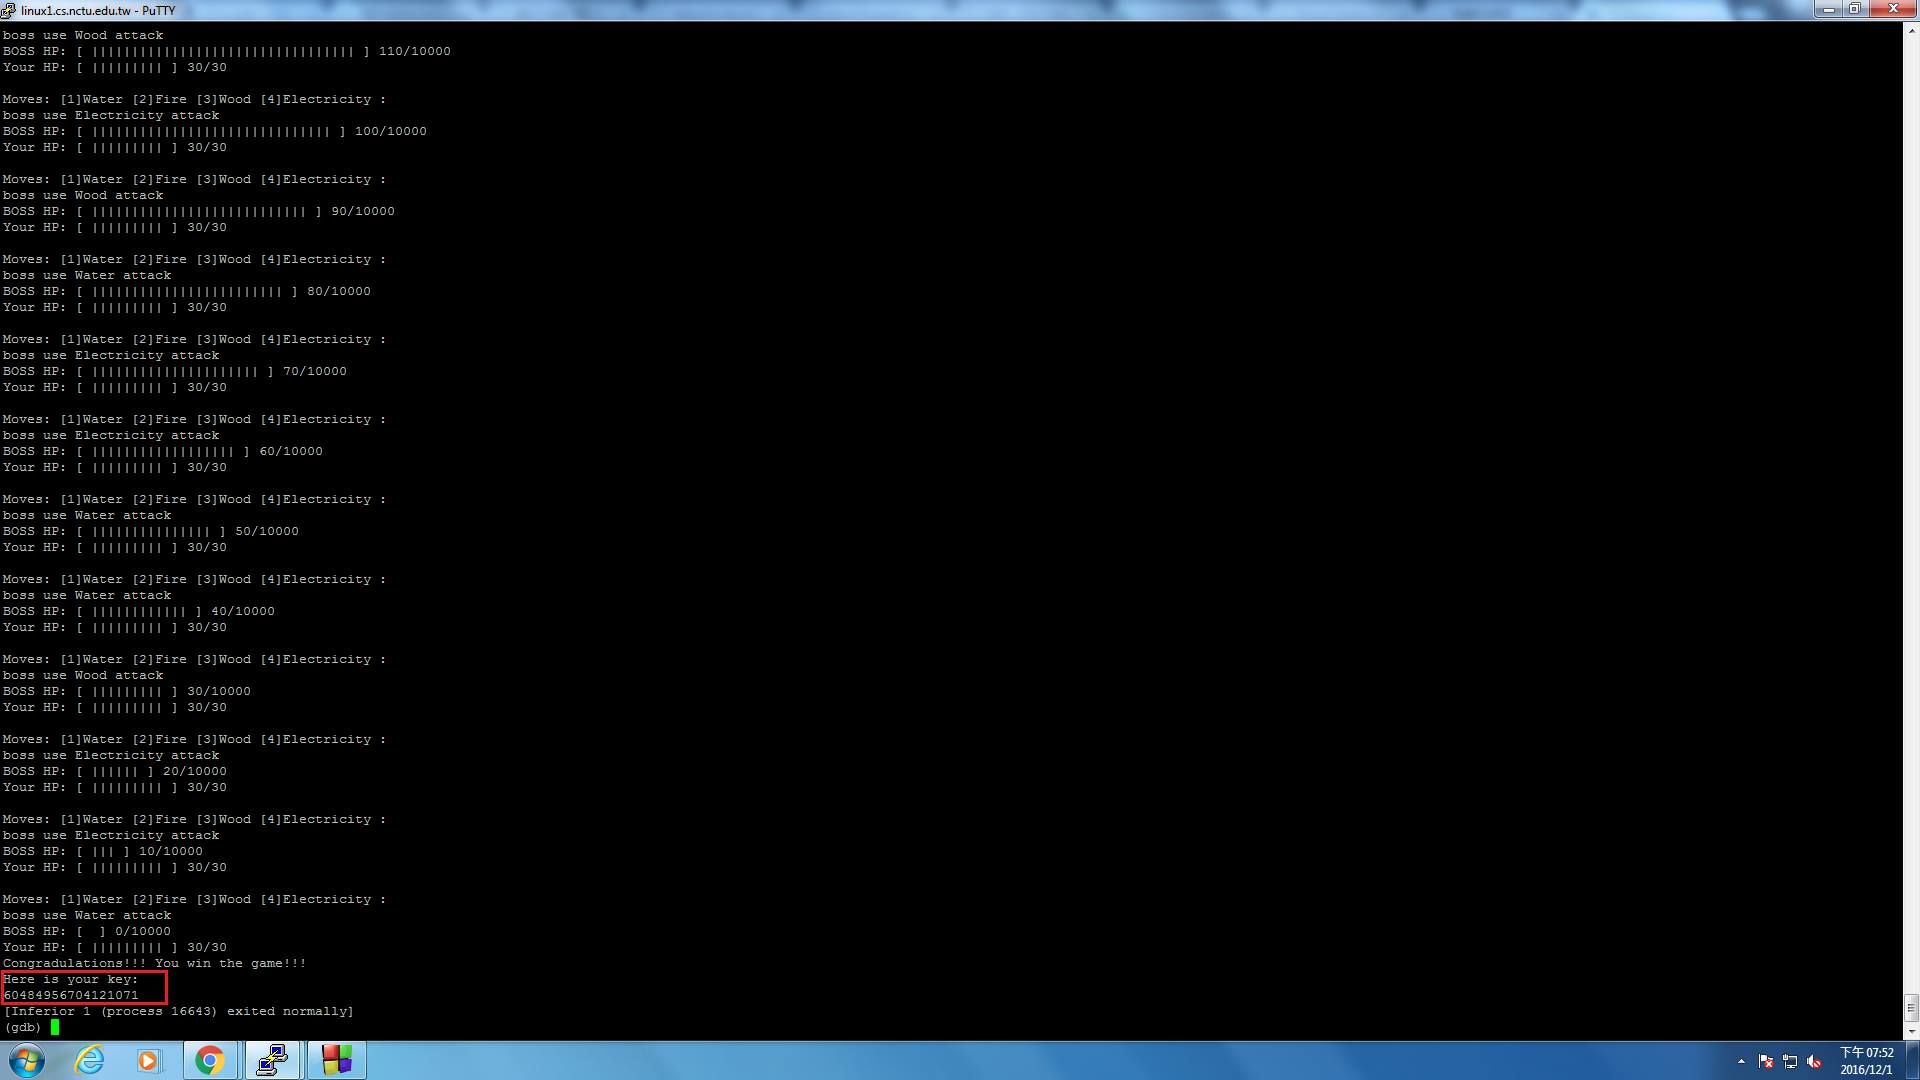 linux1.cs.nctu.edu.tw - PuTTY
boss use Wood attack
BOSS HP: [ ||||||||||||||||||||||||||||||||| ] 110/10000
Your HP: [ ||||||||| ] 30/30
Moves: [1]Water [2]Fire [3]Wood [4]Electricity :
boss use Electricity attack
BOSS HP: [ |||||||||||||||||||||||||||||| ] 100/10000
Your HP: [ ||||||||| ] 30/30
Moves: [1]Water [2]Fire [3]Wood [4]Electricity :
boss use Wood attack
BOSS HP: [ ||||||||||||||||||||||||||| ] 90/10000
Your HP: [ ||||||||| ] 30/30
Moves: [1]Water [2]Fire [3]Wood [4]Electricity :
boss use Water attack
BOSS HP: [ |||||||||||||||||||||||| ] 80/10000
Your HP: [ ||||||||| ] 30/30
Moves: [1]Water [2]Fire [3]Wood [4]Electricity :
boss use Electricity attack
BOSS HP: [ ||||||||||||||||||||| ] 70/10000
Your HP: [ ||||||||| ] 30/30
Moves: [1]Water [2]Fire [3]Wood [4]Electricity :
boss use Electricity attack
BOSS HP: [ |||||||||||||||||| ] 60/10000
Your HP: [ ||||||||| ] 30/30
Moves: [1]Water [2]Fire [3]Wood [4]Electricity :
boss use Water attack
BOSS HP: [ ||||||||||||||| ] 50/10000
Your HP: [ ||||||||| ] 30/30
Moves: [1]Water [2]Fire [3]Wood [4]Electricity :
boss use Water attack
BOSS HP: [ |||||||||||| ] 40/10000
Your HP: [ ||||||||| ] 30/30
Moves: [1]Water [2]Fire [3]Wood [4]Electricity :
boss use Wood attack
BOSS HP: [ ||||||||| ] 30/10000
Your HP: [ ||||||||| ] 30/30
Moves: [1]Water [2]Fire [3]Wood [4]Electricity :
boss use Electricity attack
BOSS HP: [ |||||| ] 20/10000
Your HP: [ ||||||||| ] 30/30
Moves: [1]Water [2]Fire [3]Wood [4]Electricity :
boss use Electricity attack
BOSS HP: [ ||| ] 10/10000
Your HP: [ ||||||||| ] 30/30
Moves: [1]Water [2]Fire [3]Wood [4]Electricity :
boss use Water attack
BOSS HP: [  ] 0/10000
Your HP: [ ||||||||| ] 30/30
Congradulations!!! You win the game!!!
Here is your key:
60484956704121071
[Inferior 1 (process 16643) exited normally]
(gdb)
下午 07:52
2016/12/1